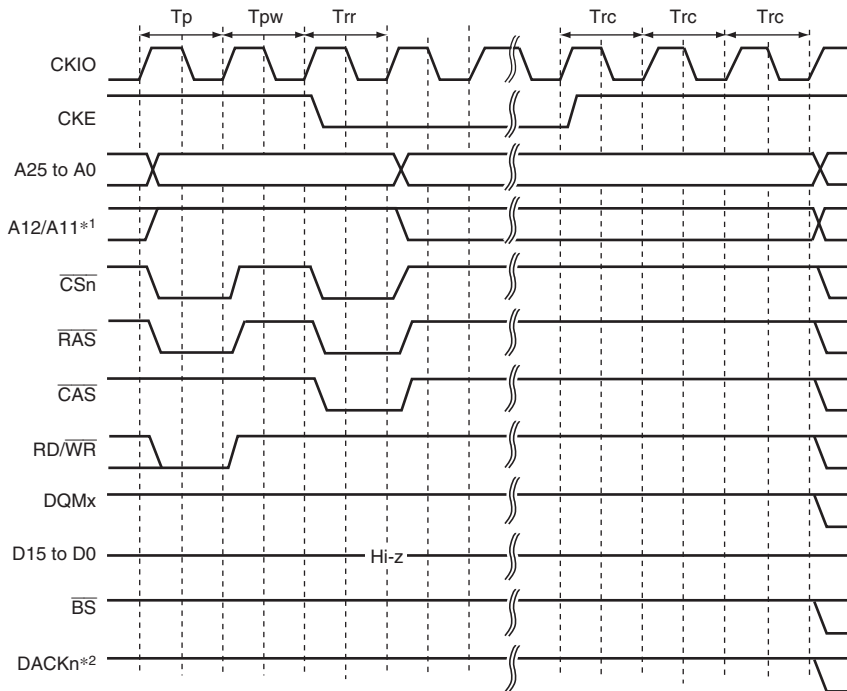 Tp Tpw Trr Trc Trc Trc
CKIO
CKE
A25 to A0
A12/A11*1
CSn
RAS
CAS
RD/WR
DQMx
D15 to D0 Hi-z
BS
DACKn*2